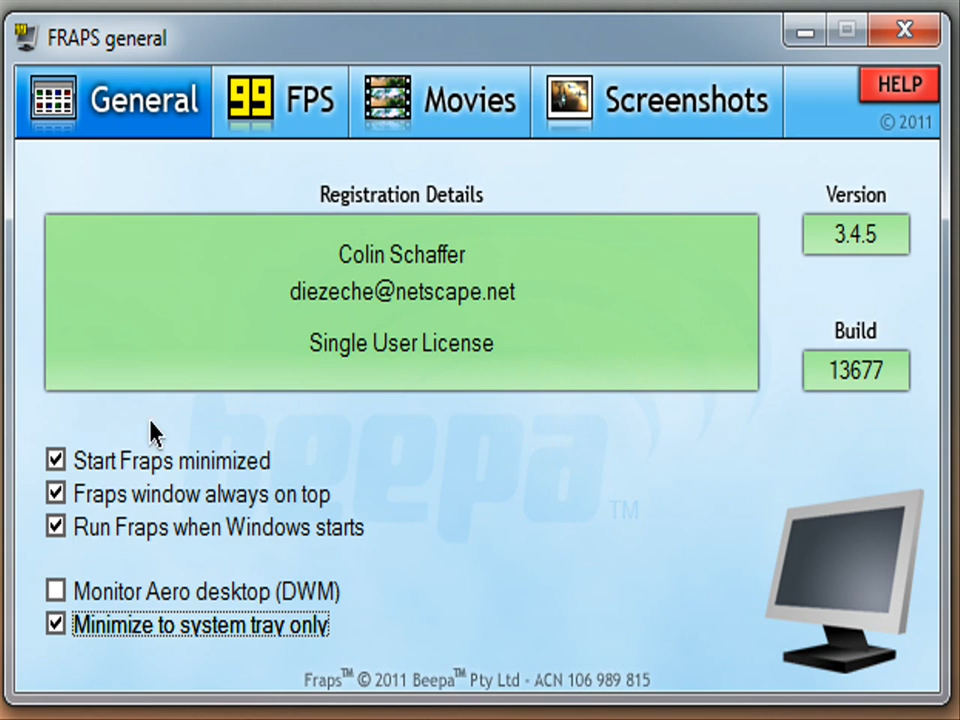 FRAPS general
General
99 FPS
Movies
Screenshots
HELP
© 2011
Registration Details
Colin Schaffer
diezeche@netscape.net
Single User License
Version
3.4.5
Build
13677
beepa™
Start Fraps minimized
Fraps window always on top
Run Fraps when Windows starts
Monitor Aero desktop (DWM)
Minimize to system tray only
Fraps™ © 2011 Beepa™ Pty Ltd - ACN 106 989 815